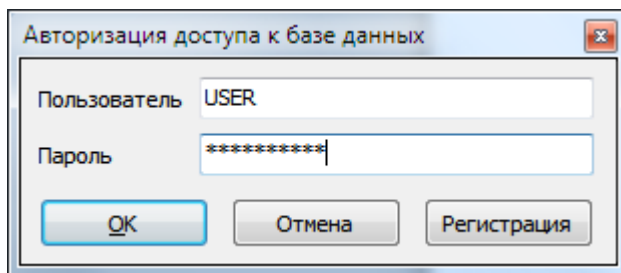 Авторизация доступа к базе данных
Пользователь USER
Пароль **********
OK Отмена Регистрация